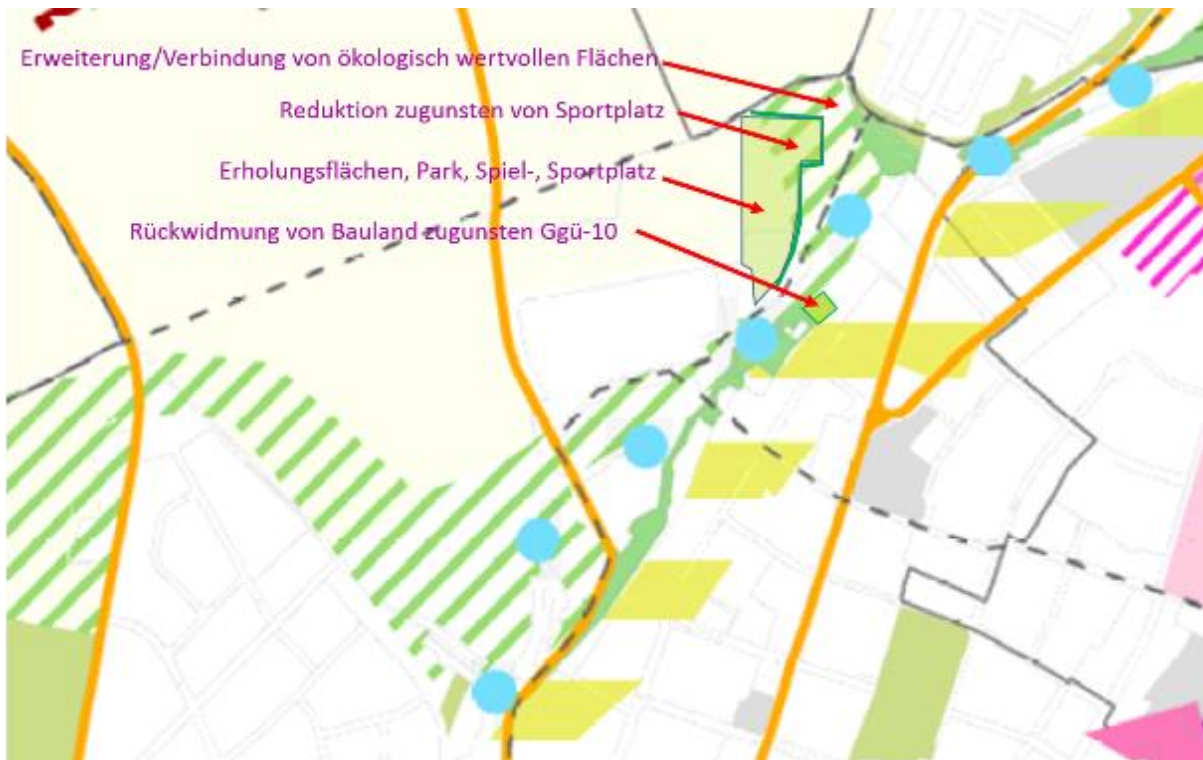 Erweiterung/Verbindung von ökologisch wertvollen Flächen
Reduktion zugunsten von Sportplatz
Erholungsflächen, Park, Spiel-, Sportplatz
Rückwidmung von Bauland zugunsten Ggü-10